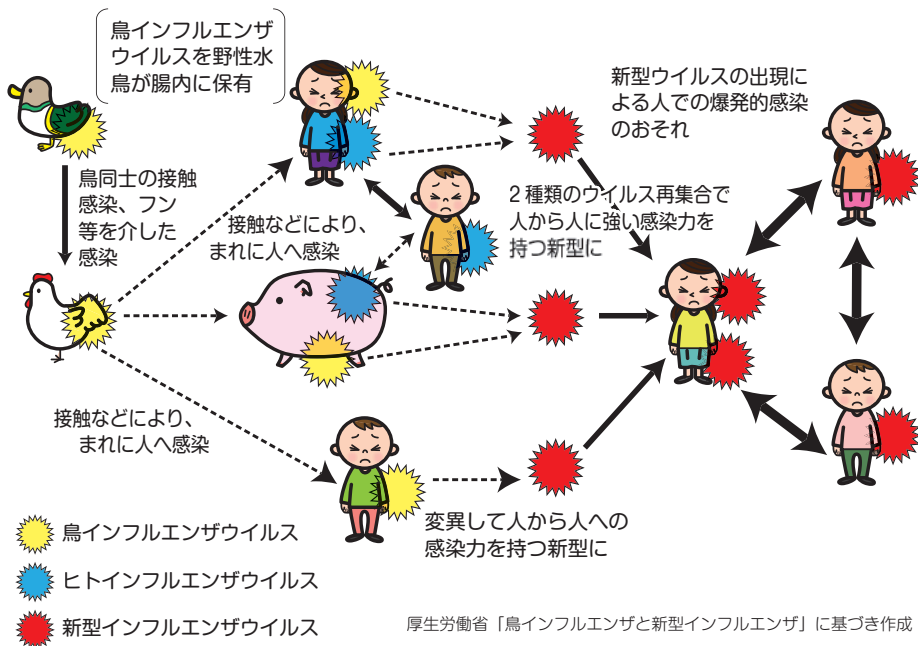 鳥インフルエンザ
ウイルスを野性水
鳥が腸内に保有
新型ウイルスの出現に
よる人での爆発的感染
のおそれ
鳥同士の接触
感染、フン
等を介した
感染
接触などにより、
まれに人へ感染
2種類のウイルス再集合で
人から人に強い感染力を
持つ新型に
接触などにより、
まれに人へ感染
変異して人から人への
感染力を持つ新型に
鳥インフルエンザウイルス
ヒトインフルエンザウイルス
新型インフルエンザウイルス
厚生労働省「鳥インフルエンザと新型インフルエンザ」に基づき作成